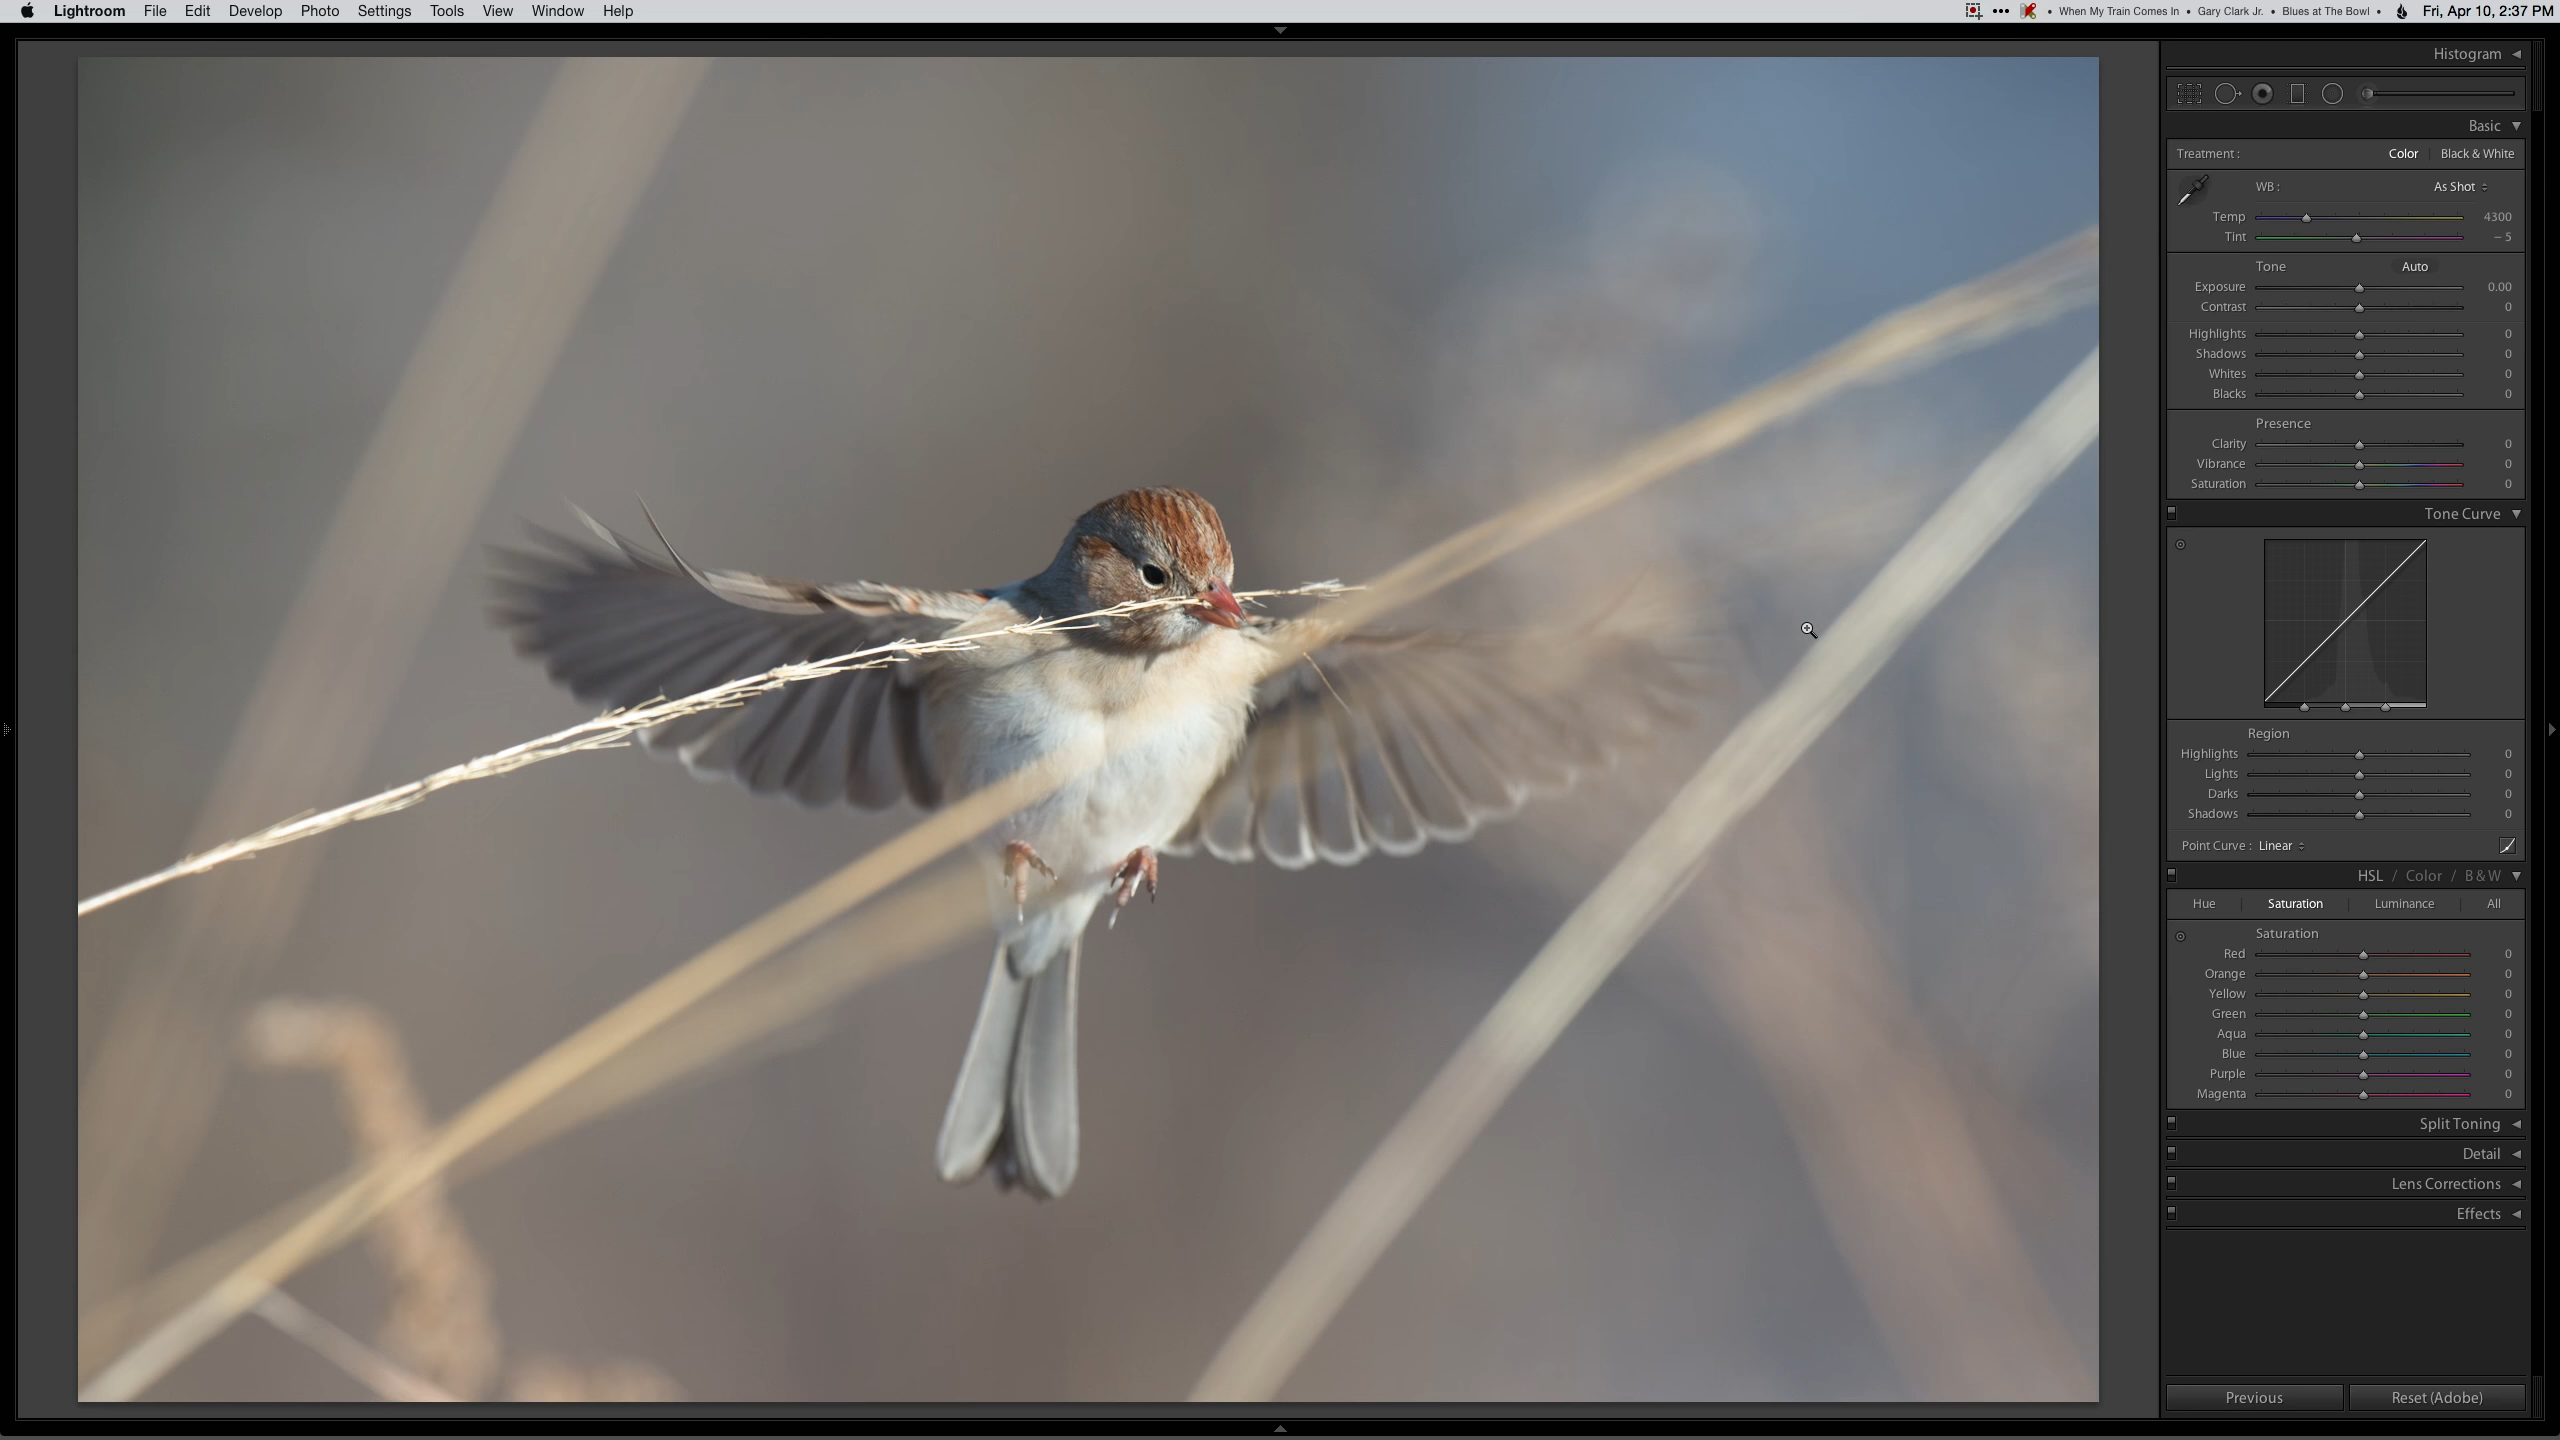 Lightroom File Edit Develop Photo Settings Tools View Window Help ••• • When My Train Comes In • Gary Clark Jr. • Blues at The Bowl • Fri, Apr 10, 2:37 PM
Histogram
Basic
Treatment : Color Black & White
WB : As Shot
Temp 4300
Tint – 5
Tone Auto
Exposure 0.00
Contrast 0
Highlights 0
Shadows 0
Whites 0
Blacks 0
Presence
Clarity 0
Vibrance 0
Saturation 0
Tone Curve
Region
Highlights 0
Lights 0
Darks 0
Shadows 0
Point Curve : Linear
HSL / Color / B & W
Hue Saturation Luminance All
Saturation
Red 0
Orange 0
Yellow 0
Green 0
Aqua 0
Blue 0
Purple 0
Magenta 0
Split Toning
Detail
Lens Corrections
Effects
Previous Reset (Adobe)